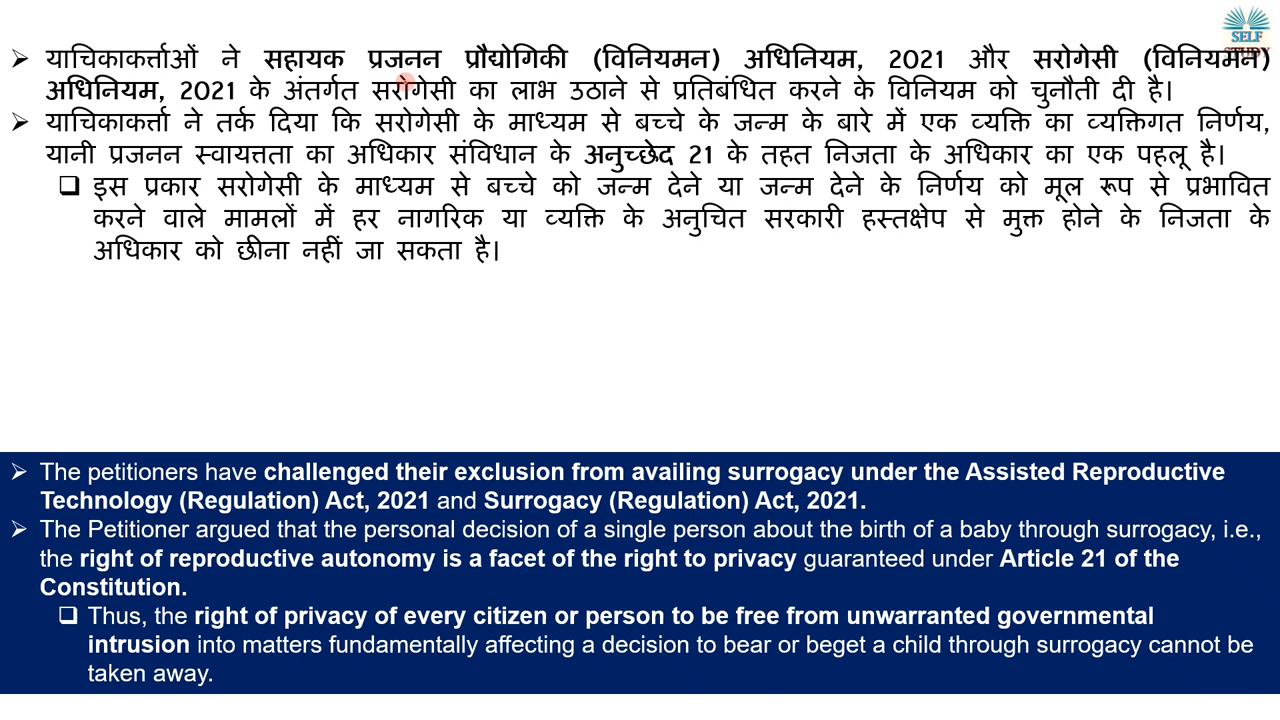 SELF
STUDY
➢ याचिकाकर्त्ताओं ने सहायक प्रजनन प्रौद्योगिकी (विनियमन) अधिनियम, 2021 और सरोगेसी (विनियमन)
अधिनियम, 2021 के अंतर्गत सरोगेसी का लाभ उठाने से प्रतिबंधित करने के विनियम को चुनौती दी है।
➢ याचिकाकर्त्ता ने तर्क दिया कि सरोगेसी के माध्यम से बच्चे के जन्म के बारे में एक व्यक्ति का व्यक्तिगत निर्णय,
यानी प्रजनन स्वायत्तता का अधिकार संविधान के अनुच्छेद 21 के तहत निजता के अधिकार का एक पहलू है।
❑ इस प्रकार सरोगेसी के माध्यम से बच्चे को जन्म देने या जन्म देने के निर्णय को मूल रूप से प्रभावित
करने वाले मामलों में हर नागरिक या व्यक्ति के अनुचित सरकारी हस्तक्षेप से मुक्त होने के निजता के
अधिकार को छीना नहीं जा सकता है।
➢ The petitioners have challenged their exclusion from availing surrogacy under the Assisted Reproductive
Technology (Regulation) Act, 2021 and Surrogacy (Regulation) Act, 2021.
➢ The Petitioner argued that the personal decision of a single person about the birth of a baby through surrogacy, i.e.,
the right of reproductive autonomy is a facet of the right to privacy guaranteed under Article 21 of the
Constitution.
❑ Thus, the right of privacy of every citizen or person to be free from unwarranted governmental
intrusion into matters fundamentally affecting a decision to bear or beget a child through surrogacy cannot be
taken away.